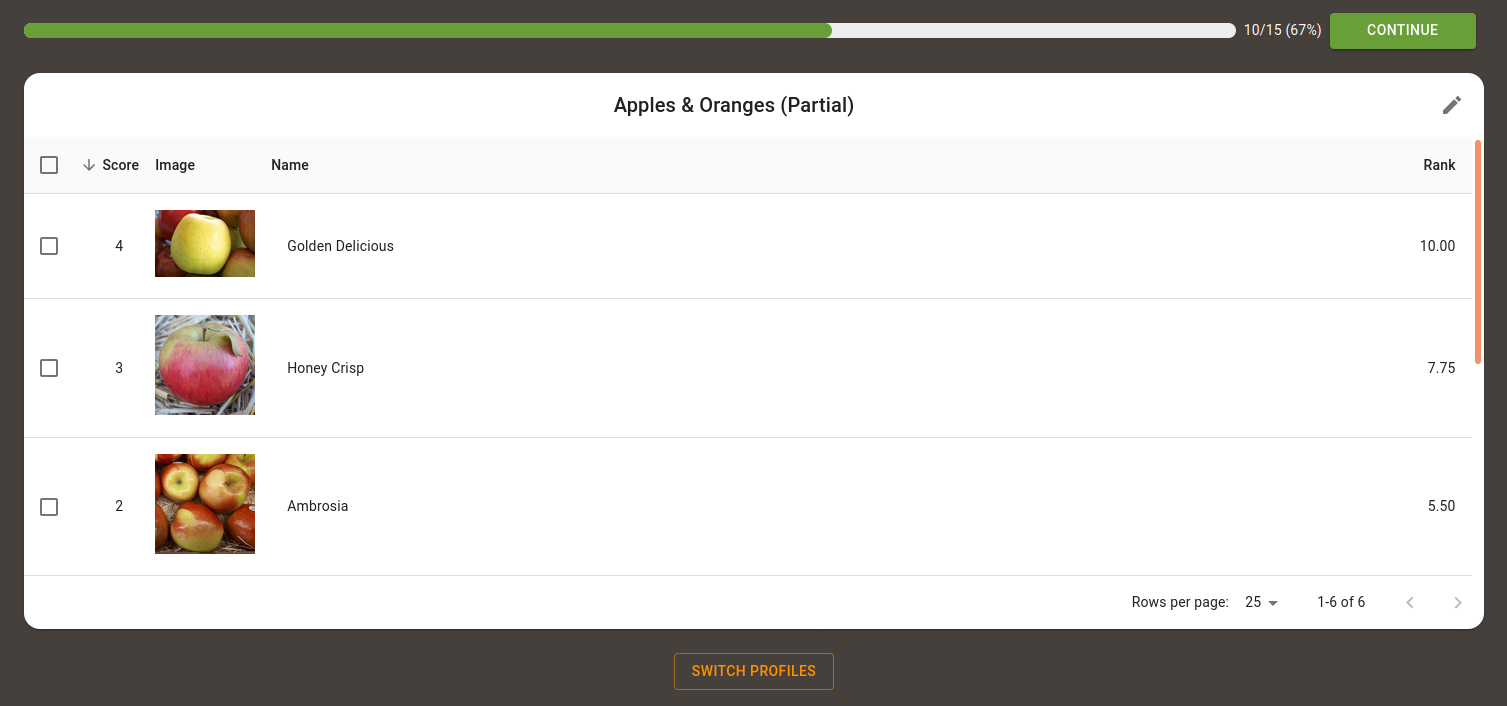 10/15 (67%) CONTINUE
Apples & Oranges (Partial)
Score Image Name Rank
4 Golden Delicious 10.00
3 Honey Crisp 7.75
2 Ambrosia 5.50
Rows per page: 25 1-6 of 6
SWITCH PROFILES